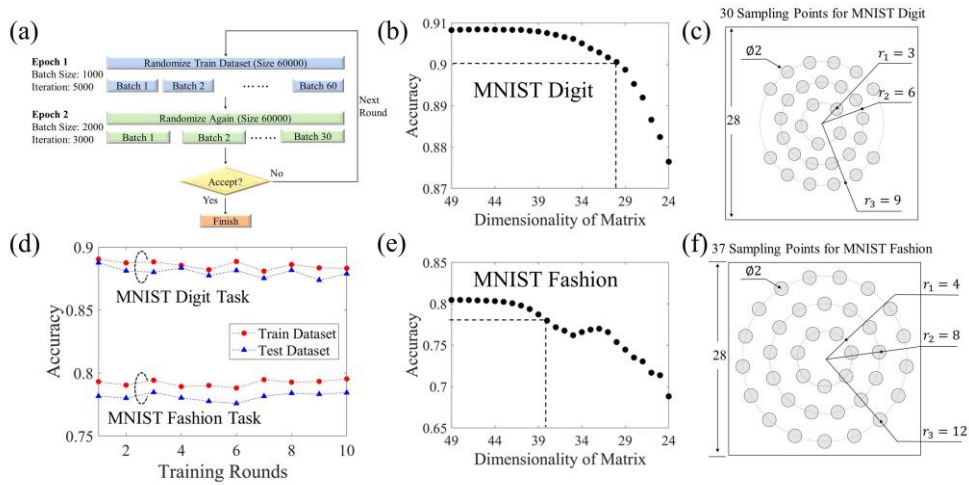 (a)
Epoch 1
Batch Size: 1000
Iteration: 5000
Randomize Train Dataset (Size 60000)
Batch 1 Batch 2 ...... Batch 60
Epoch 2
Batch Size: 2000
Iteration: 3000
Randomize Again (Size 60000)
Batch 1 Batch 2 ...... Batch 30
Next
Round
Accept?
No
Yes
Finish
(b)
0.91
0.9
0.89
0.88
0.87
Accuracy
MNIST Digit
49 44 39 34 29 24
Dimensionality of Matrix
(c)
30 Sampling Points for MNIST Digit
Ø2
28
r1 = 3
r2 = 6
r3 = 9
(d)
0.9
0.85
0.8
0.75
Accuracy
MNIST Digit Task
Train Dataset
Test Dataset
MNIST Fashion Task
2 4 6 8 10
Training Rounds
(e)
0.85
0.8
0.75
0.7
0.65
Accuracy
MNIST Fashion
49 44 39 34 29 24
Dimensionality of Matrix
(f)
37 Sampling Points for MNIST Fashion
Ø2
28
r1 = 4
r2 = 8
r3 = 12